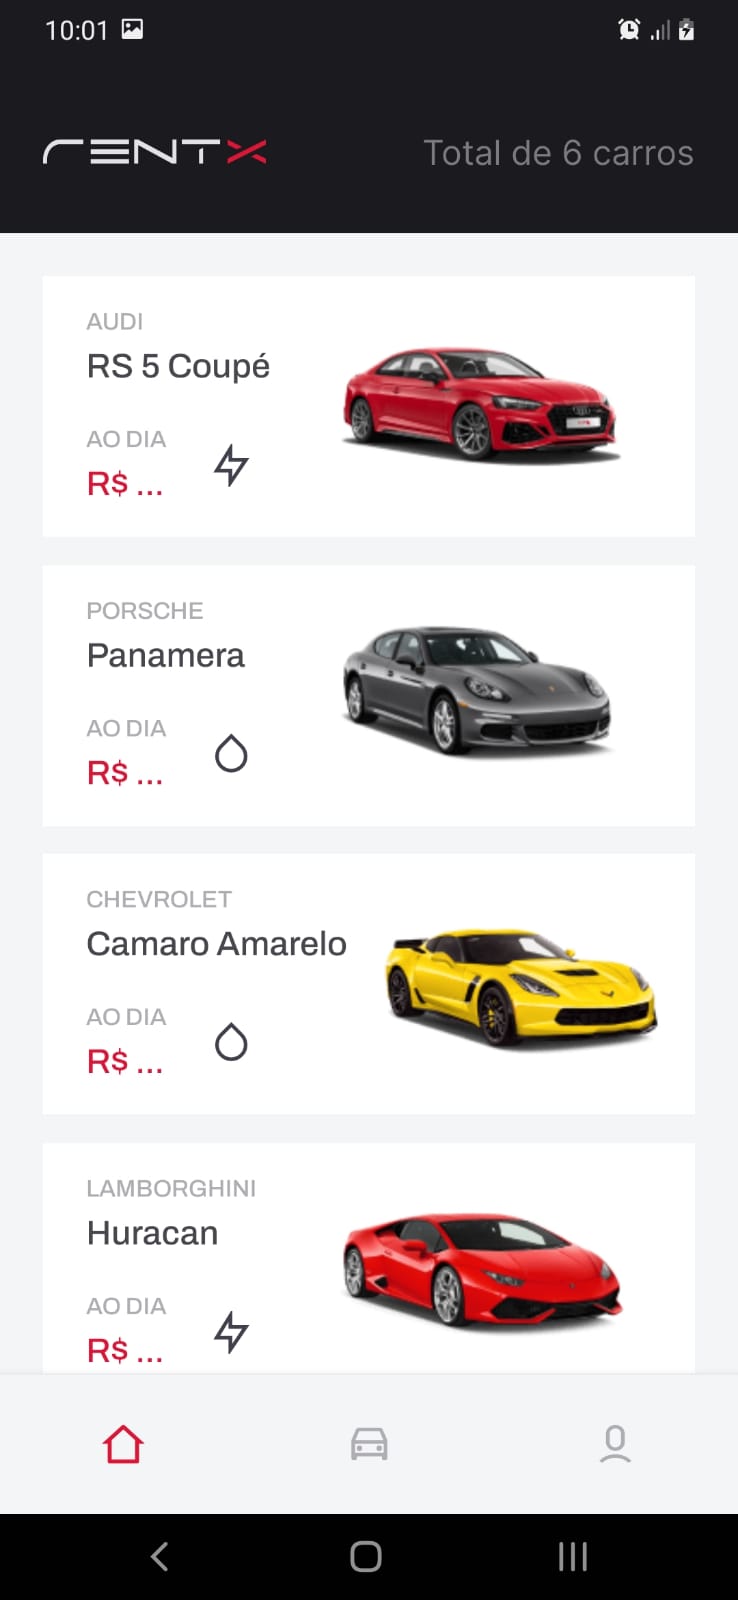 10:01
RENTX
Total de 6 carros
AUDI
RS 5 Coupé
AO DIA
R$ ...
PORSCHE
Panamera
AO DIA
R$ ...
CHEVROLET
Camaro Amarelo
AO DIA
R$ ...
LAMBORGHINI
Huracan
AO DIA
R$ ...